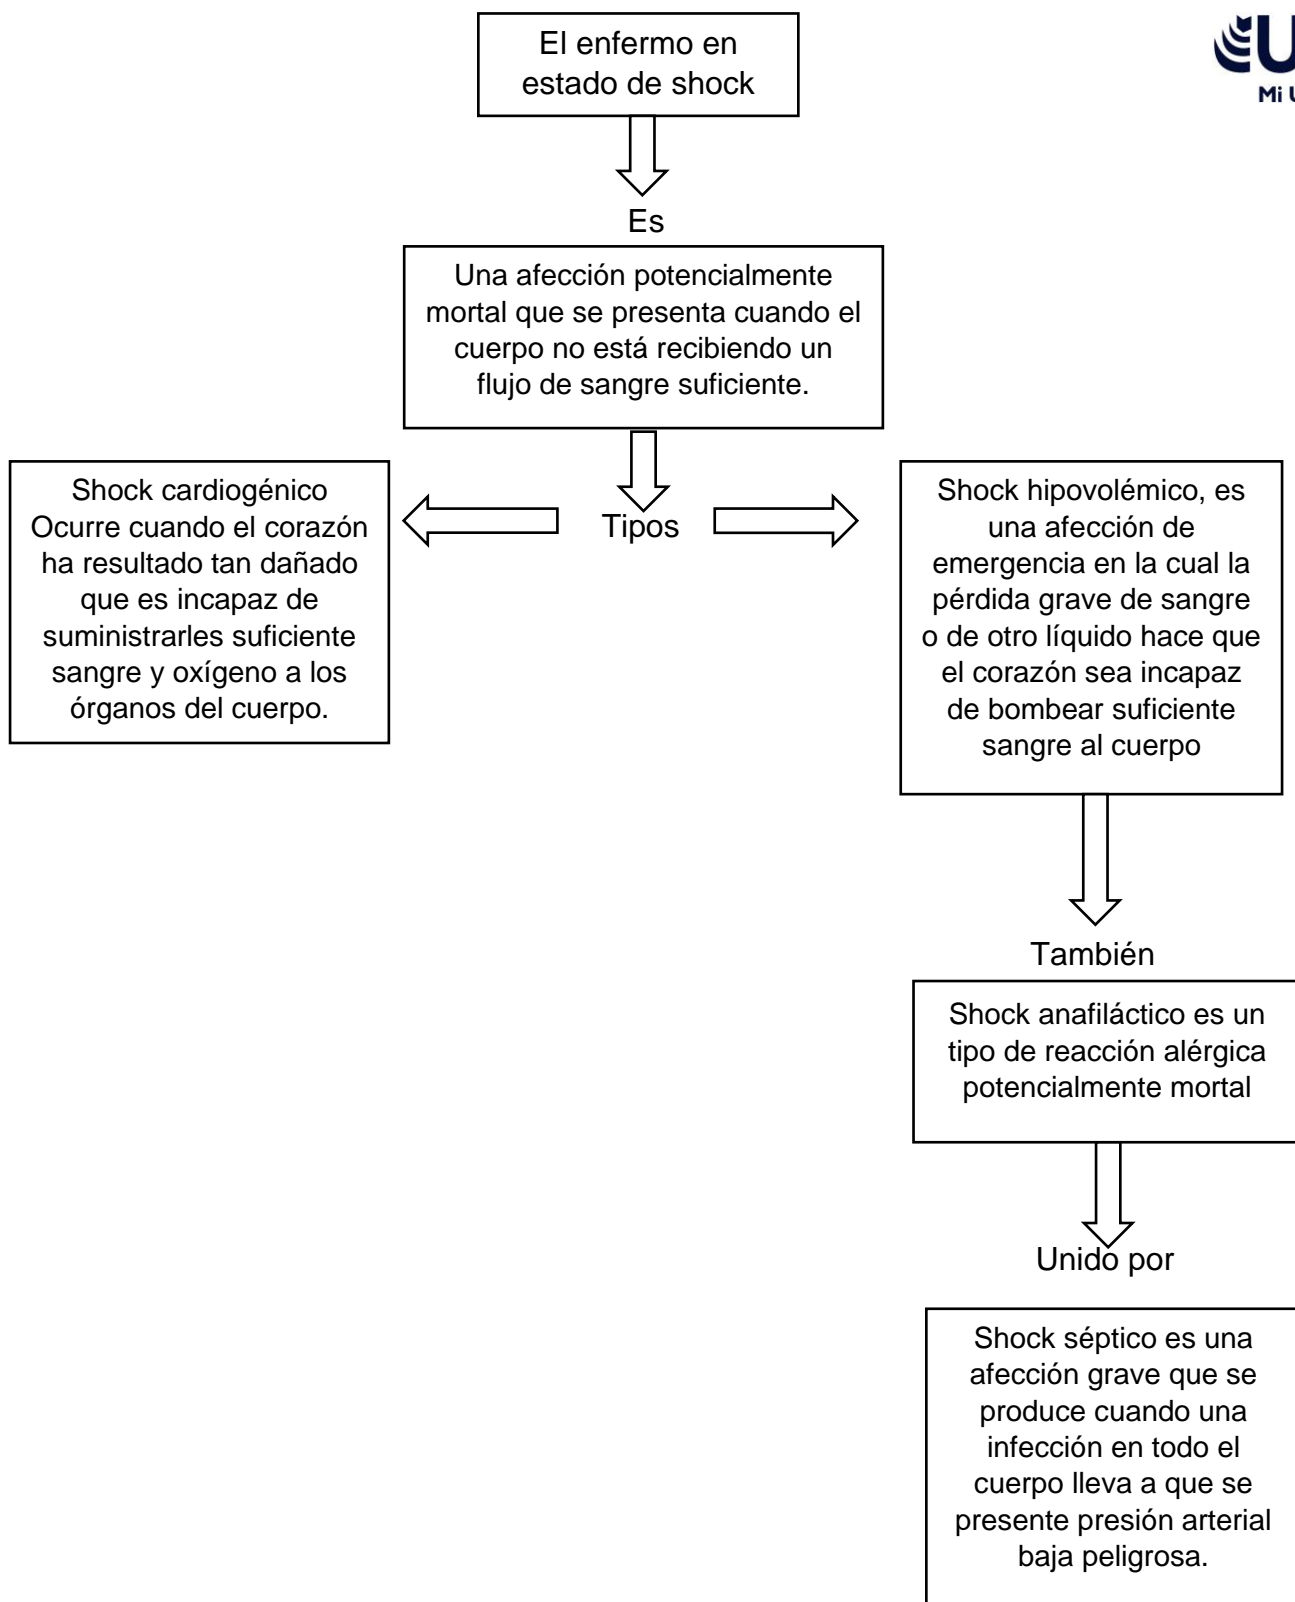 El enfermo en
estado de shock
Mi U
Es
Una afección potencialmente
mortal que se presenta cuando el
cuerpo no está recibiendo un
flujo de sangre suficiente.
Shock cardiogénico
Ocurre cuando el corazón
ha resultado tan dañado
que es incapaz de
suministrarles suficiente
sangre y oxígeno a los
órganos del cuerpo.
Tipos
Shock hipovolémico, es
una afección de
emergencia en la cual la
pérdida grave de sangre
o de otro líquido hace que
el corazón sea incapaz
de bombear suficiente
sangre al cuerpo
También
Shock anafiláctico es un
tipo de reacción alérgica
potencialmente mortal
Unido por
Shock séptico es una
afección grave que se
produce cuando una
infección en todo el
cuerpo lleva a que se
presente presión arterial
baja peligrosa.